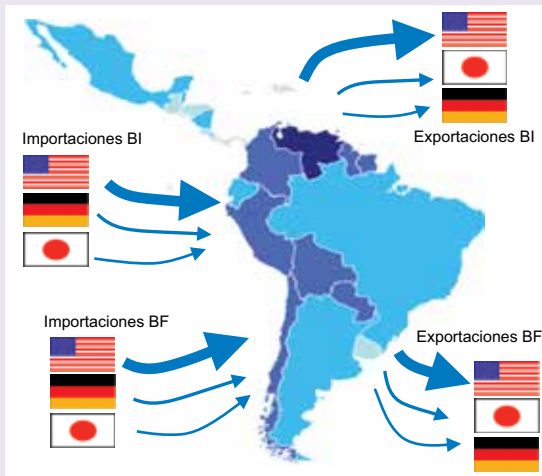 Importaciones BI
Exportaciones BI
Importaciones BF
Exportaciones BF